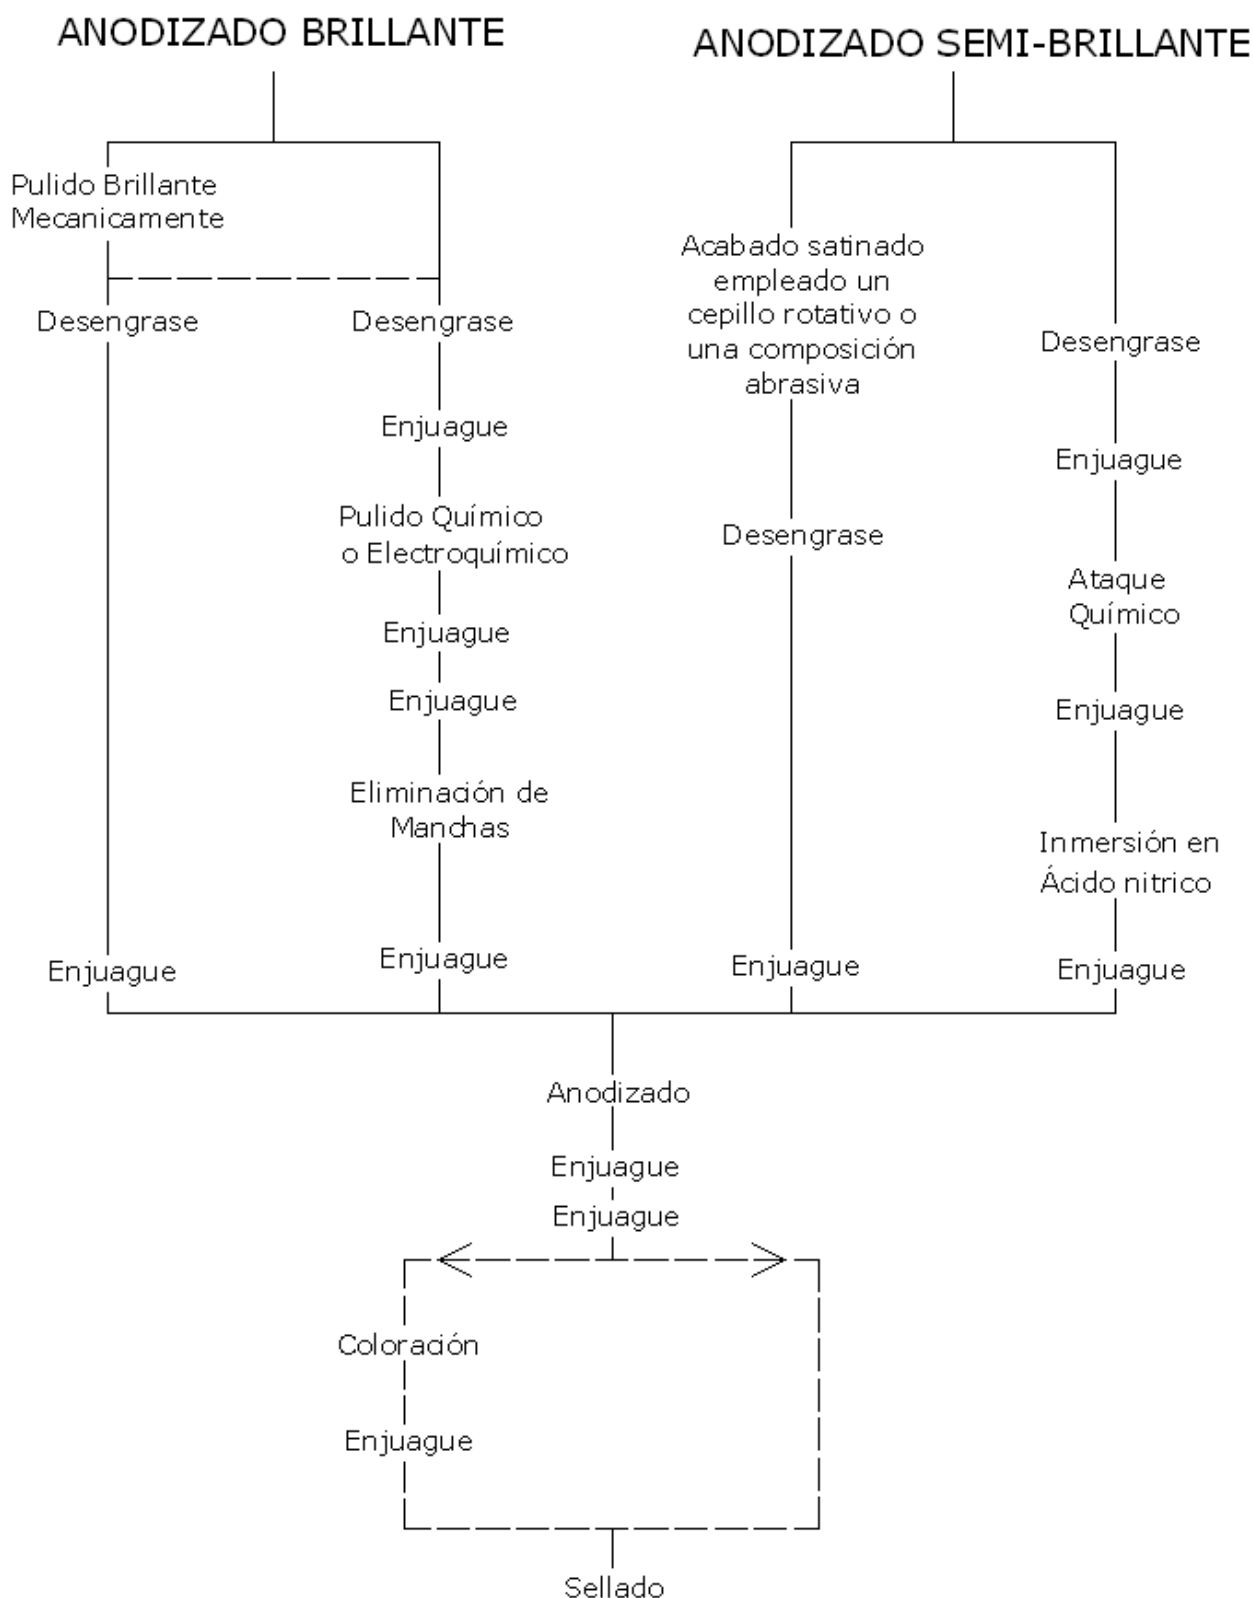 ANODIZADO BRILLANTE
Pulido Brillante
Mecanicamente
Desengrase
Enjuague
Desengrase
Enjuague
Pulido Químico
o Electroquímico
Enjuague
Enjuague
Eliminación de
Manchas
Enjuague
ANODIZADO SEMI-BRILLANTE
Acabado satinado
empleado un
cepillo rotativo o
una composición
abrasiva
Desengrase
Enjuague
Desengrase
Enjuague
Ataque
Químico
Enjuague
Inmersión en
Ácido nitrico
Enjuague
Anodizado
Enjuague
Enjuague
Coloración
Enjuague
Sellado